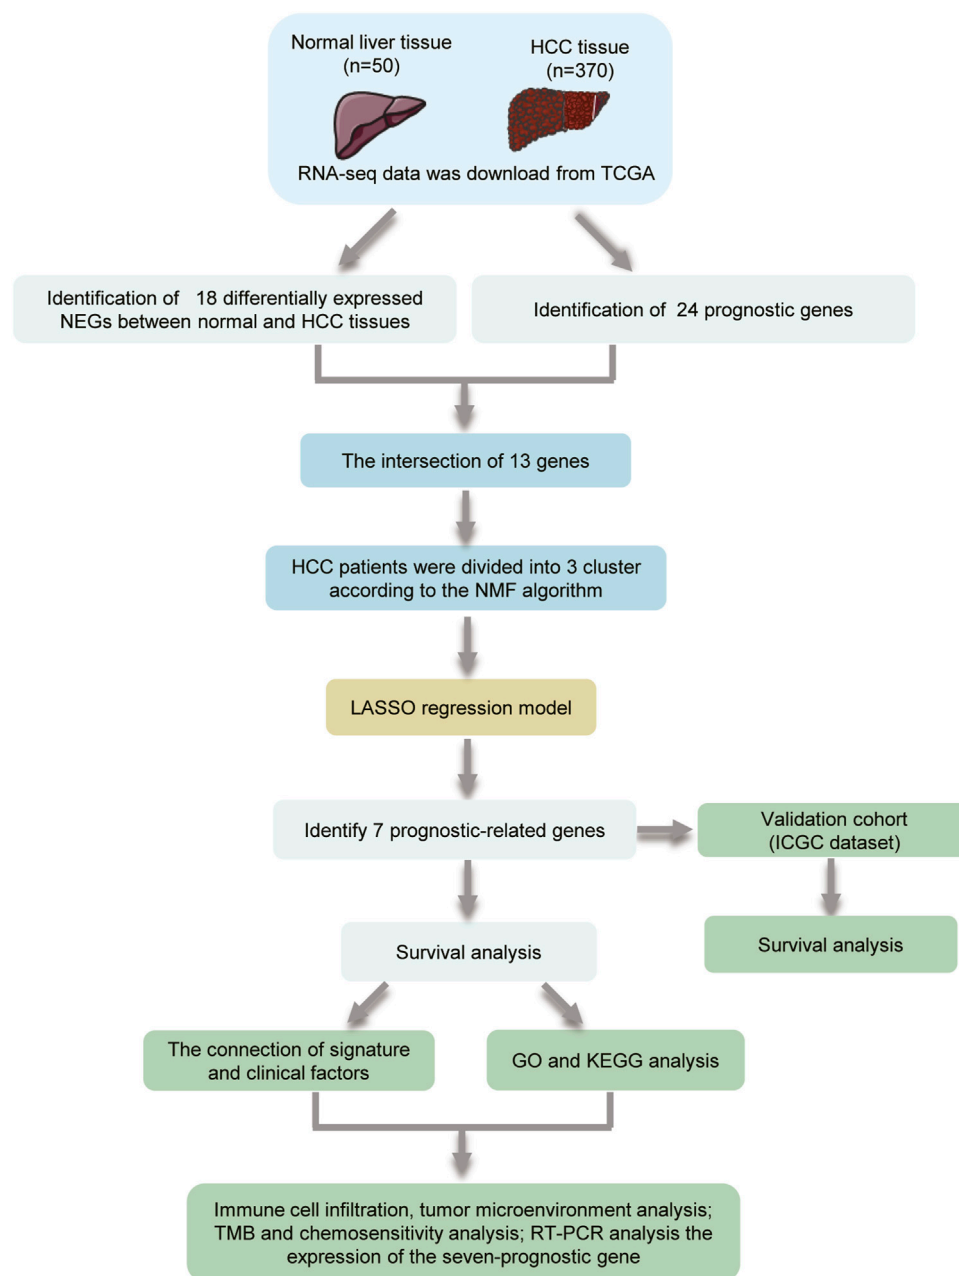 Normal liver tissue
(n=50)
HCC tissue
(n=370)
RNA-seq data was download from TCGA
Identification of 18 differentially expressed
NEGs between normal and HCC tissues
Identification of 24 prognostic genes
The intersection of 13 genes
HCC patients were divided into 3 cluster
according to the NMF algorithm
LASSO regression model
Identify 7 prognostic-related genes
Validation cohort
(ICGC dataset)
Survival analysis
Survival analysis
The connection of signature
and clinical factors
GO and KEGG analysis
Immune cell infiltration, tumor microenvironment analysis;
TMB and chemosensitivity analysis; RT-PCR analysis the
expression of the seven-prognostic gene